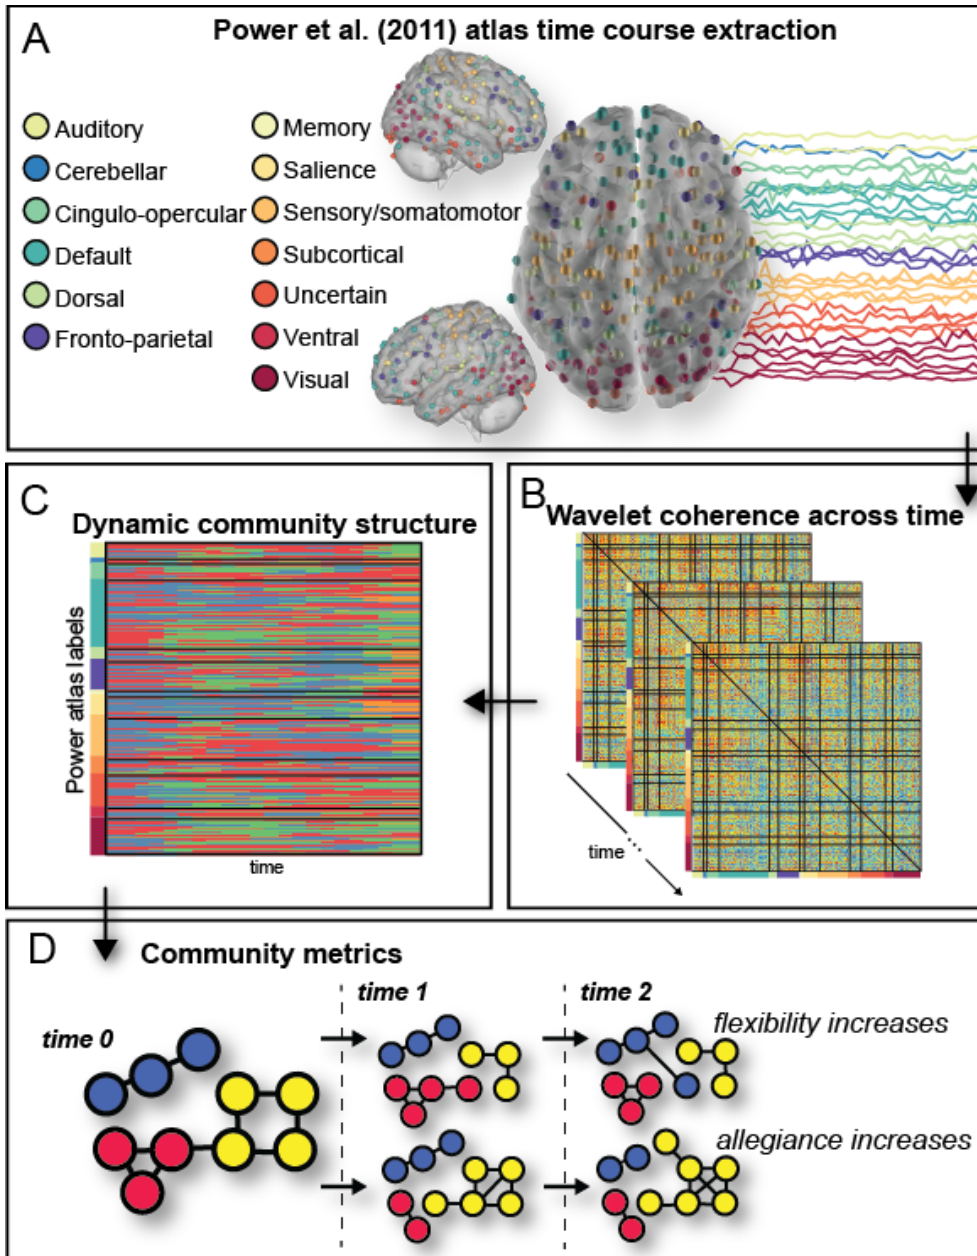 A
Power et al. (2011) atlas time course extraction
Auditory
Cerebellar
Cingulo-opercular
Default
Dorsal
Fronto-parietal
Memory
Salience
Sensory/somatomotor
Subcortical
Uncertain
Ventral
Visual
C
Dynamic community structure
Power atlas labels
time
B
Wavelet coherence across time
time
D
Community metrics
time 0
time 1
time 2
flexibility increases
allegiance increases